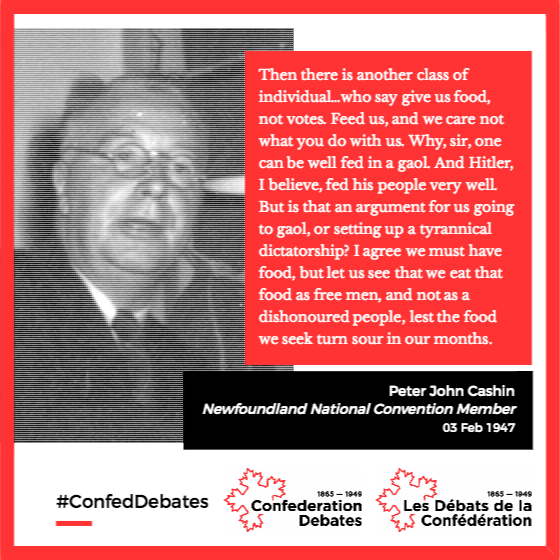 Then there is another class of
individual...who say give us food,
not votes. Feed us, and we care not
what you do with us. Why, sir, one
can be well fed in a gaol. And Hitler,
I believe, fed his people very well.
But is that an argument for us going
to gaol, or setting up a tyrannical
dictatorship? I agree we must have
food, but let us see that we eat that
food as free men, and not as a
dishonoured people, lest the food
we seek turn sour in our months.
Peter John Cashin
Newfoundland National Convention Member
03 Feb 1947
#ConfedDebates
1865 — 1949
Confederation
Debates
1865 — 1949
Les Débats de la
Confédération